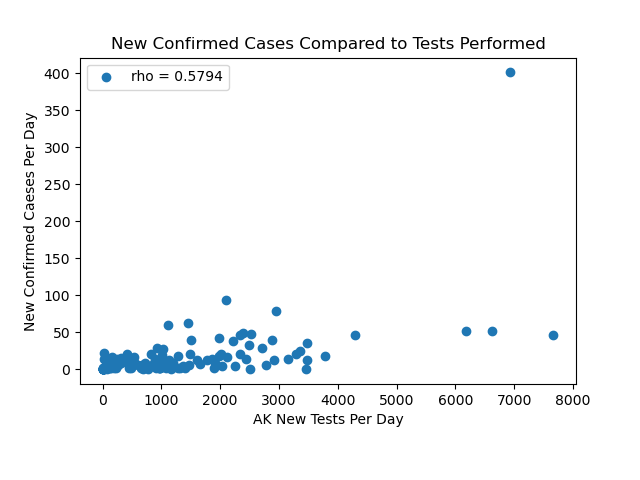 New Confirmed Cases Compared to Tests Performed
rho = 0.5794
New Confirmed Caeses Per Day
400
350
300
250
200
150
100
50
0
0 1000 2000 3000 4000 5000 6000 7000 8000
AK New Tests Per Day